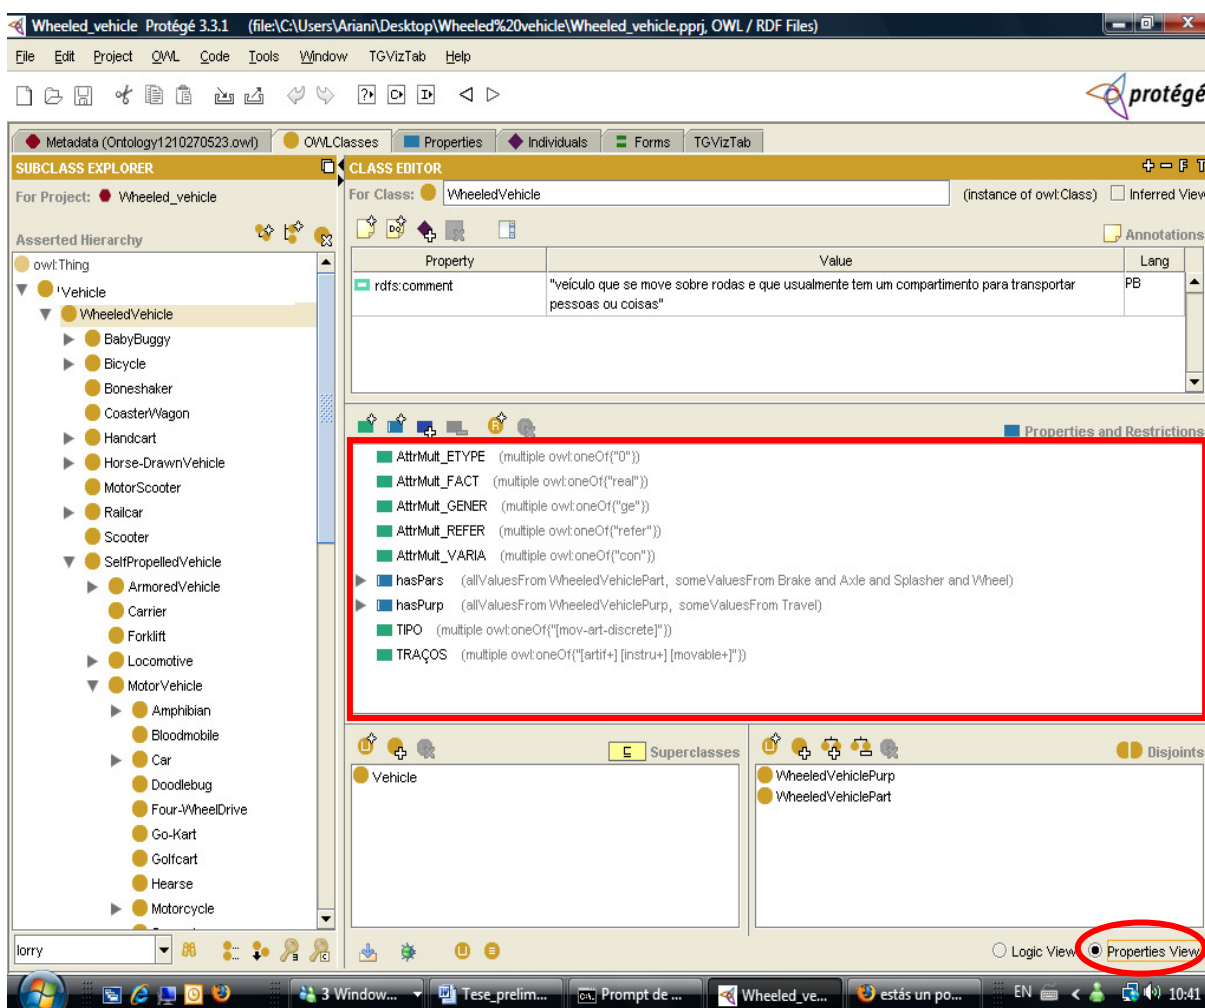 Wheeled_vehicle Protégé 3.3.1 (file:\C:\Users\Ariani\Desktop\Wheeled%20vehicle\Wheeled_vehicle.pprj, OWL / RDF Files)
File Edit Project OWL Code Tools Window TGVizTab Help
protégé
Metadata (Ontology1210270523.owl) OWLClasses Properties Individuals Forms TGVizTab
SUBCLASS EXPLORER
For Project: Wheeled_vehicle
Asserted Hierarchy
owl:Thing
'Vehicle
WheeledVehicle
BabyBuggy
Bicycle
Boneshaker
CoasterWagon
Handcart
Horse-DrawnVehicle
MotorScooter
Railcar
Scooter
SelfPropelledVehicle
ArmoredVehicle
Carrier
Forklift
Locomotive
MotorVehicle
Amphibian
Bloodmobile
Car
Doodlebug
Four-WheelDrive
Go-Kart
Golfcart
Hearse
Motorcycle
lorry
CLASS EDITOR
For Class: WheeledVehicle (instance of owl:Class) Inferred View
Annotations
Property Value Lang
rdfs:comment "veículo que se move sobre rodas e que usualmente tem um compartimento para transportar PB
pessoas ou coisas"
Properties and Restrictions
AttrMult_ETYPE (multiple owl:oneOf{"0"})
AttrMult_FACT (multiple owl:oneOf{"real"})
AttrMult_GENER (multiple owl:oneOf{"ge"})
AttrMult_REFER (multiple owl:oneOf{"refer"})
AttrMult_VARIA (multiple owl:oneOf{"con"})
hasPars (allValuesFrom WheeledVehiclePart, someValuesFrom Brake and Axle and Splasher and Wheel)
hasPurp (allValuesFrom WheeledVehiclePurp, someValuesFrom Travel)
TIPO (multiple owl:oneOf{"[mov-art-discrete]"})
TRAÇOS (multiple owl:oneOf{"[artif+] [instru+] [movable+]"})
Superclasses
Vehicle
Disjoints
WheeledVehiclePurp
WheeledVehiclePart
Logic View Properties View
3 Window... Tese_prelim... Prompt de ... Wheeled_ve... estás un po... EN 10:41